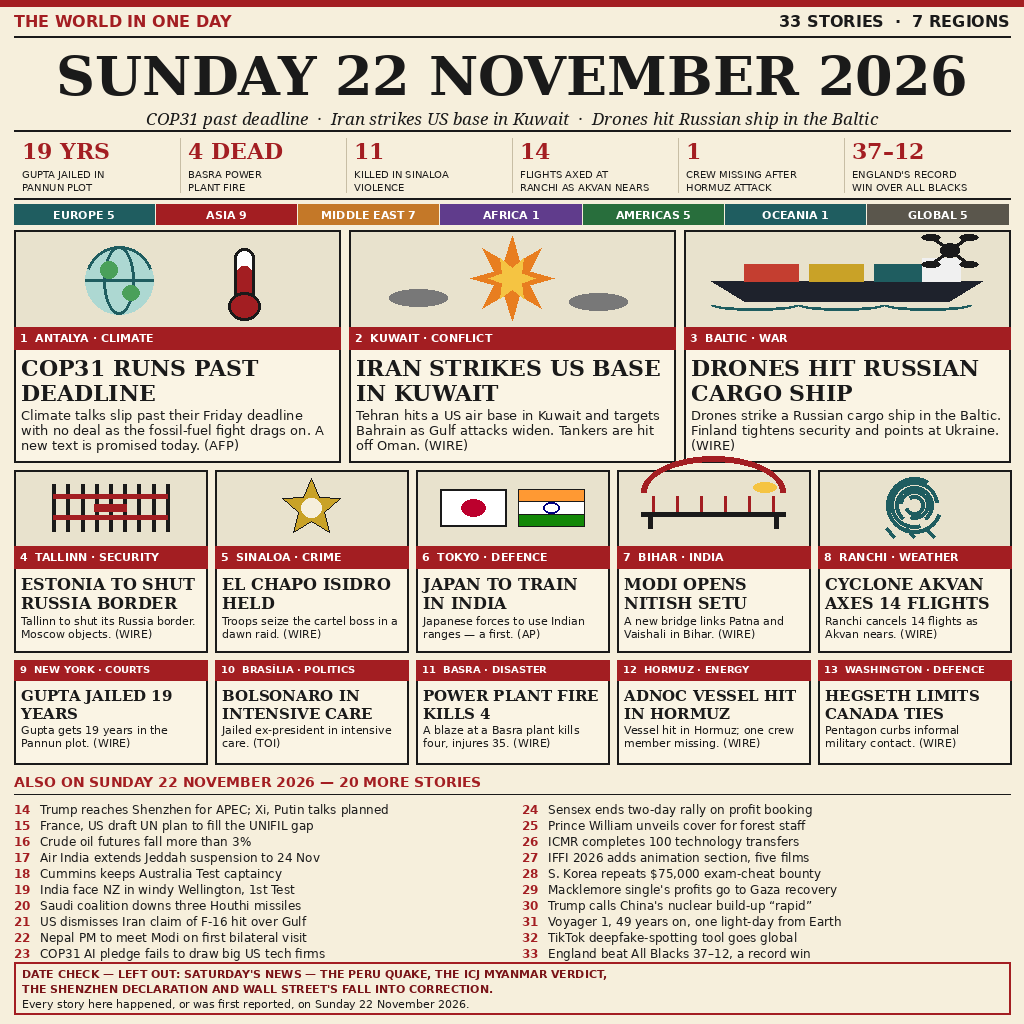 THE WORLD IN ONE DAY
33 STORIES · 7 REGIONS
SUNDAY 22 NOVEMBER 2026
COP31 past deadline · Iran strikes US base in Kuwait · Drones hit Russian ship in the Baltic
19 YRS
GUPTA JAILED IN
PANNUN PLOT
4 DEAD
BASRA POWER
PLANT FIRE
11
KILLED IN SINALOA
VIOLENCE
14
FLIGHTS AXED AT
RANCHI AS AKVAN NEARS
1
CREW MISSING AFTER
HORMUZ ATTACK
37–12
ENGLAND'S RECORD
WIN OVER ALL BLACKS
EUROPE 5
ASIA 9
MIDDLE EAST 7
AFRICA 1
AMERICAS 5
OCEANIA 1
GLOBAL 5
1 ANTALYA · CLIMATE
COP31 RUNS PAST
DEADLINE
Climate talks slip past their Friday deadline
with no deal as the fossil-fuel fight drags on. A
new text is promised today. (AFP)
2 KUWAIT · CONFLICT
IRAN STRIKES US BASE
IN KUWAIT
Tehran hits a US air base in Kuwait and targets
Bahrain as Gulf attacks widen. Tankers are hit
off Oman. (WIRE)
3 BALTIC · WAR
DRONES HIT RUSSIAN
CARGO SHIP
Drones strike a Russian cargo ship in the Baltic.
Finland tightens security and points at Ukraine.
(WIRE)
4 TALLINN · SECURITY
ESTONIA TO SHUT
RUSSIA BORDER
Tallinn to shut its Russia border.
Moscow objects. (WIRE)
5 SINALOA · CRIME
EL CHAPO ISIDRO
HELD
Troops seize the cartel boss in a
dawn raid. (WIRE)
6 TOKYO · DEFENCE
JAPAN TO TRAIN
IN INDIA
Japanese forces to use Indian
ranges — a first. (AP)
7 BIHAR · INDIA
MODI OPENS
NITISH SETU
A new bridge links Patna and
Vaishali in Bihar. (WIRE)
8 RANCHI · WEATHER
CYCLONE AKVAN
AXES 14 FLIGHTS
Ranchi cancels 14 flights as
Akvan nears. (WIRE)
9 NEW YORK · COURTS
GUPTA JAILED 19
YEARS
Gupta gets 19 years in the
Pannun plot. (WIRE)
10 BRASÍLIA · POLITICS
BOLSONARO IN
INTENSIVE CARE
Jailed ex-president in intensive
care. (TOI)
11 BASRA · DISASTER
POWER PLANT FIRE
KILLS 4
A blaze at a Basra plant kills
four, injures 35. (WIRE)
12 HORMUZ · ENERGY
ADNOC VESSEL HIT
IN HORMUZ
Vessel hit in Hormuz; one crew
member missing. (WIRE)
13 WASHINGTON · DEFENCE
HEGSETH LIMITS
CANADA TIES
Pentagon curbs informal
military contact. (WIRE)
ALSO ON SUNDAY 22 NOVEMBER 2026 — 20 MORE STORIES
14 Trump reaches Shenzhen for APEC; Xi, Putin talks planned
15 France, US draft UN plan to fill the UNIFIL gap
16 Crude oil futures fall more than 3%
17 Air India extends Jeddah suspension to 24 Nov
18 Cummins keeps Australia Test captaincy
19 India face NZ in windy Wellington, 1st Test
20 Saudi coalition downs three Houthi missiles
21 US dismisses Iran claim of F-16 hit over Gulf
22 Nepal PM to meet Modi on first bilateral visit
23 COP31 AI pledge fails to draw big US tech firms
24 Sensex ends two-day rally on profit booking
25 Prince William unveils cover for forest staff
26 ICMR completes 100 technology transfers
27 IFFI 2026 adds animation section, five films
28 S. Korea repeats $75,000 exam-cheat bounty
29 Macklemore single's profits go to Gaza recovery
30 Trump calls China's nuclear build-up “rapid”
31 Voyager 1, 49 years on, one light-day from Earth
32 TikTok deepfake-spotting tool goes global
33 England beat All Blacks 37–12, a record win
DATE CHECK — LEFT OUT: SATURDAY'S NEWS — THE PERU QUAKE, THE ICJ MYANMAR VERDICT,
THE SHENZHEN DECLARATION AND WALL STREET'S FALL INTO CORRECTION.
Every story here happened, or was first reported, on Sunday 22 November 2026.